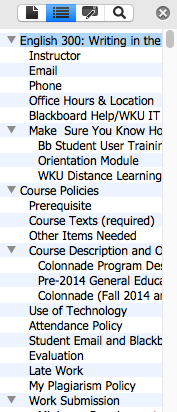 English 300: Writing in the
Instructor
Email
Phone
Office Hours & Location
Blackboard Help/WKU IT
Make Sure You Know Ho
Bb Student User Trainin
Orientation Module
WKU Distance Learning
Course Policies
Prerequisite
Course Texts (required)
Other Items Needed
Course Description and O
Colonnade Program Des
Pre-2014 General Educa
Colonnade (Fall 2014 ar
Use of Technology
Attendance Policy
Student Email and Blackb
Evaluation
Late Work
My Plagiarism Policy
Work Submission